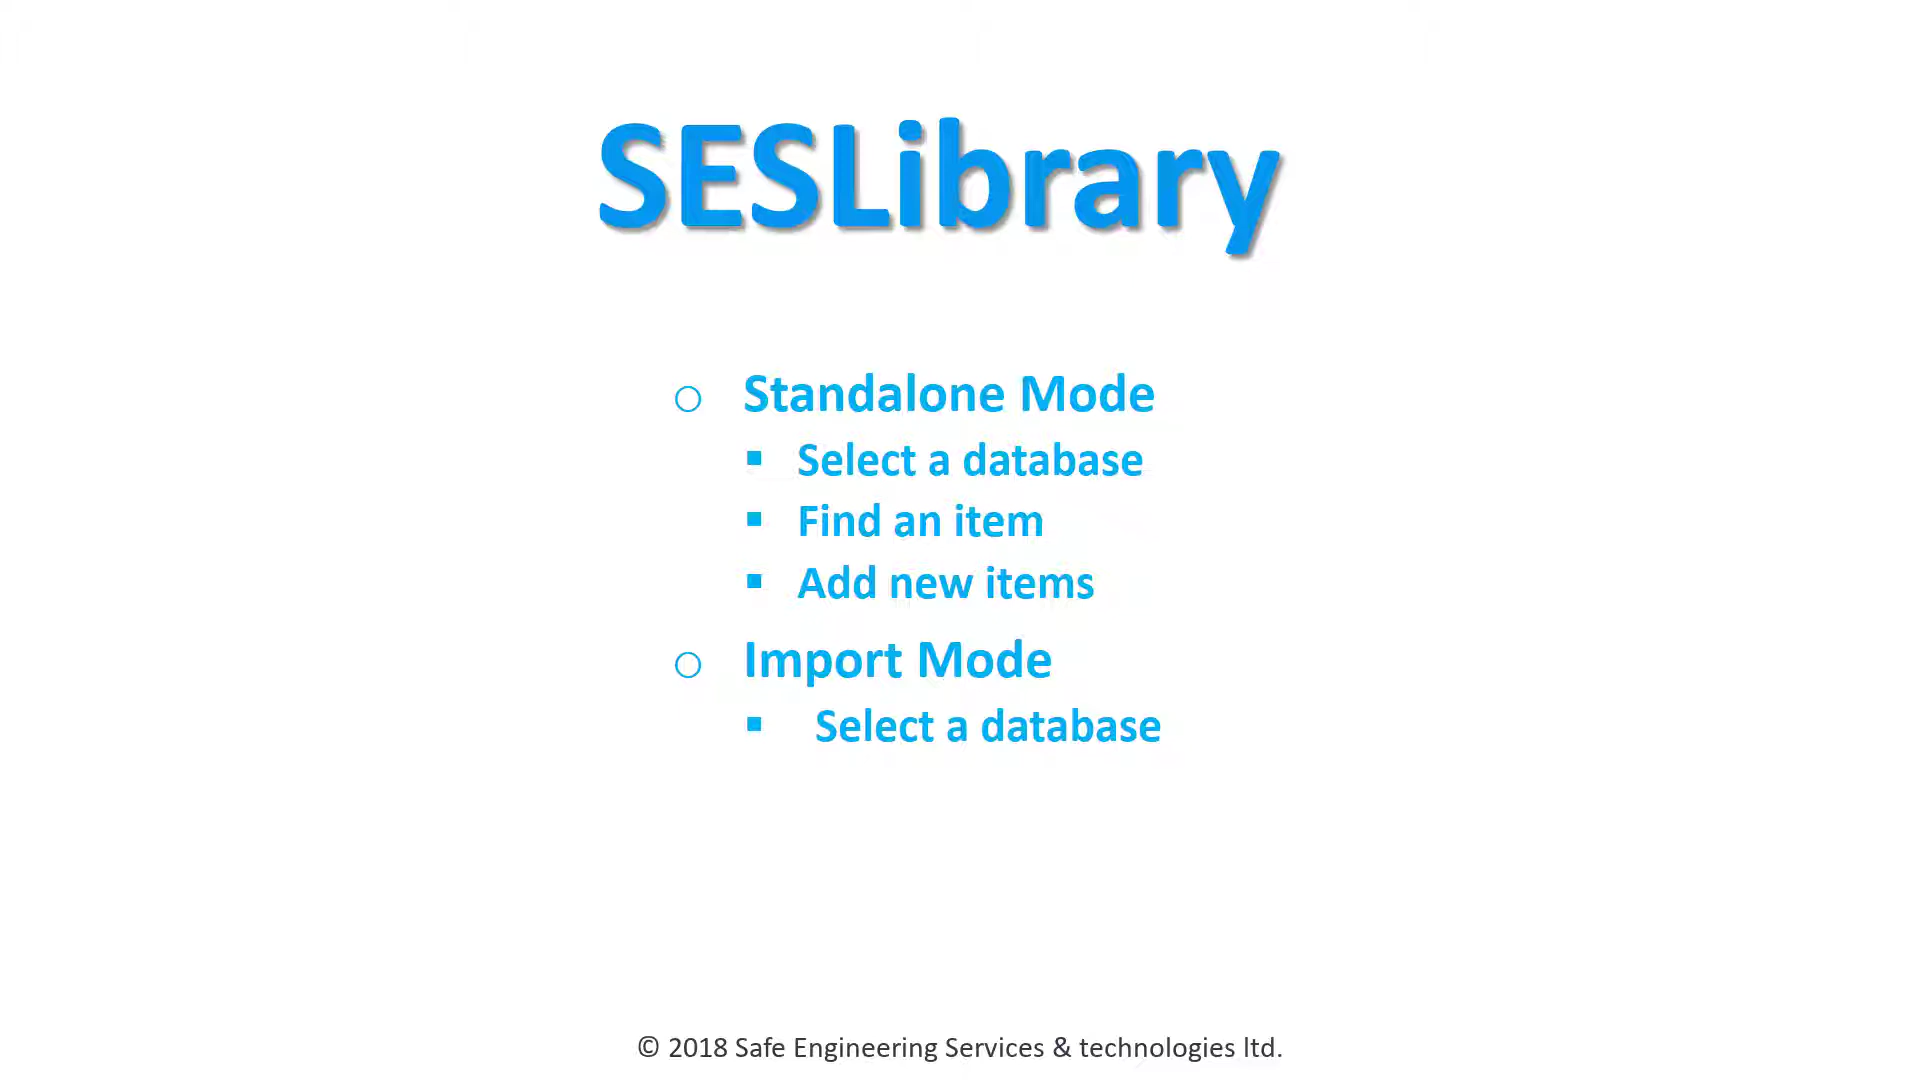 SESLibrary
○ Standalone Mode
▪ Select a database
▪ Find an item
▪ Add new items
○ Import Mode
▪ Select a database
© 2018 Safe Engineering Services & technologies ltd.